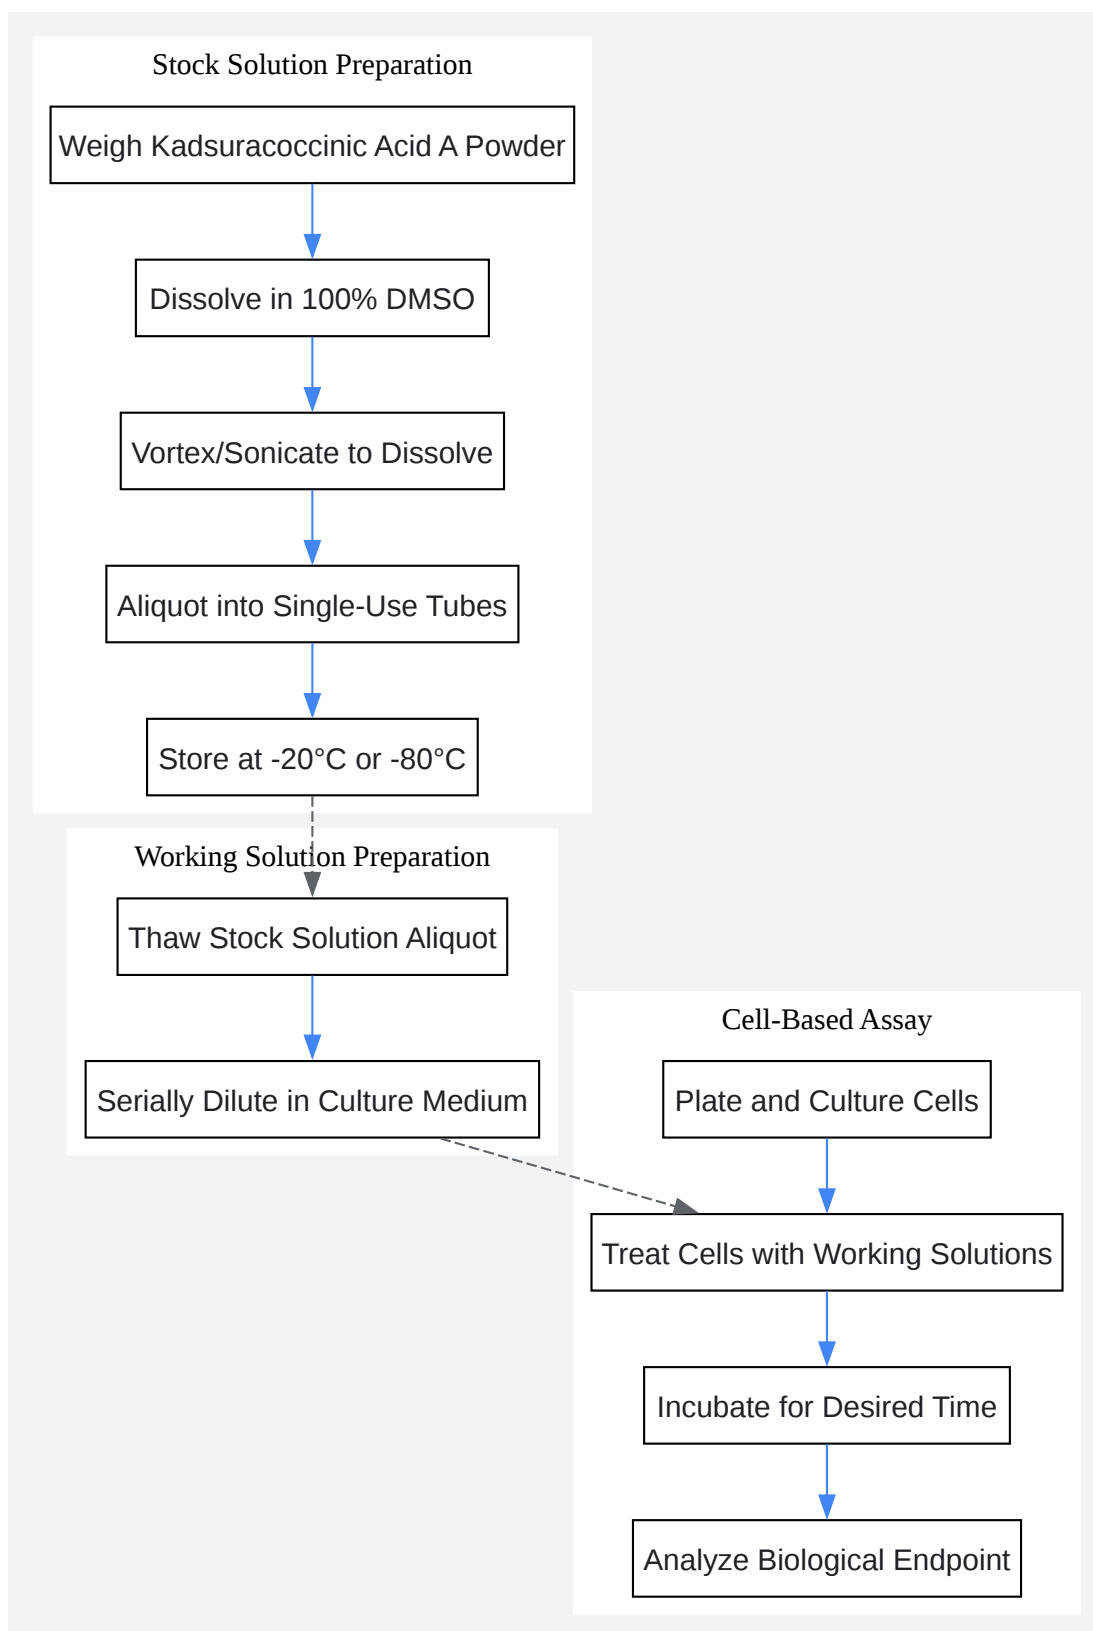 Stock Solution Preparation
Weigh Kadsuracoccinic Acid A Powder
Dissolve in 100% DMSO
Vortex/Sonicate to Dissolve
Aliquot into Single-Use Tubes
Store at -20°C or -80°C
Working Solution Preparation
Thaw Stock Solution Aliquot
Serially Dilute in Culture Medium
Cell-Based Assay
Plate and Culture Cells
Treat Cells with Working Solutions
Incubate for Desired Time
Analyze Biological Endpoint